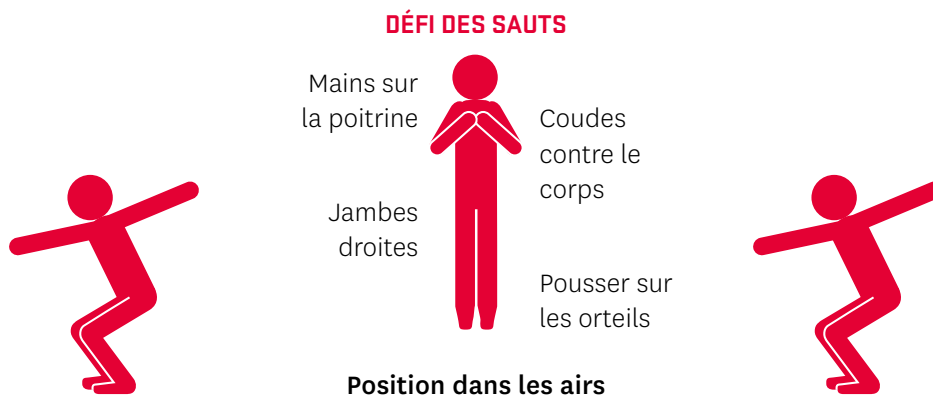 DÉFI DES SAUTS
Mains sur
la poitrine
Coudes
contre le
corps
Jambes
droites
Pousser sur
les orteils
Position dans les airs